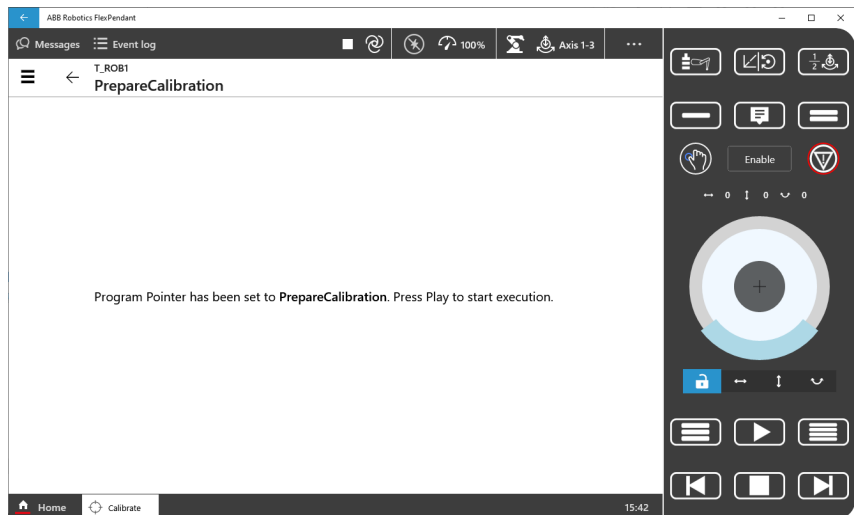 ABB Robotics FlexPendant
Messages Event log 100% Axis 1-3 ...
T_ROB1
PrepareCalibration
1
2
Enable
0 0 0
Program Pointer has been set to PrepareCalibration. Press Play to start execution.
Home Calibrate 15:42